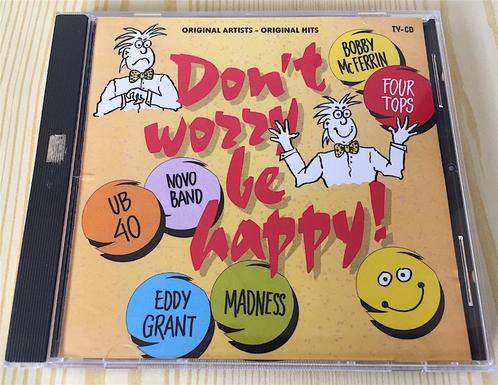 ORIGINAL ARTISTS – ORIGINAL HITS
TV-CD
Don't
worry
be
happy!
BOBBY
McFERRIN
FOUR
TOPS
NOVO
BAND
UB
40
EDDY
GRANT
MADNESS